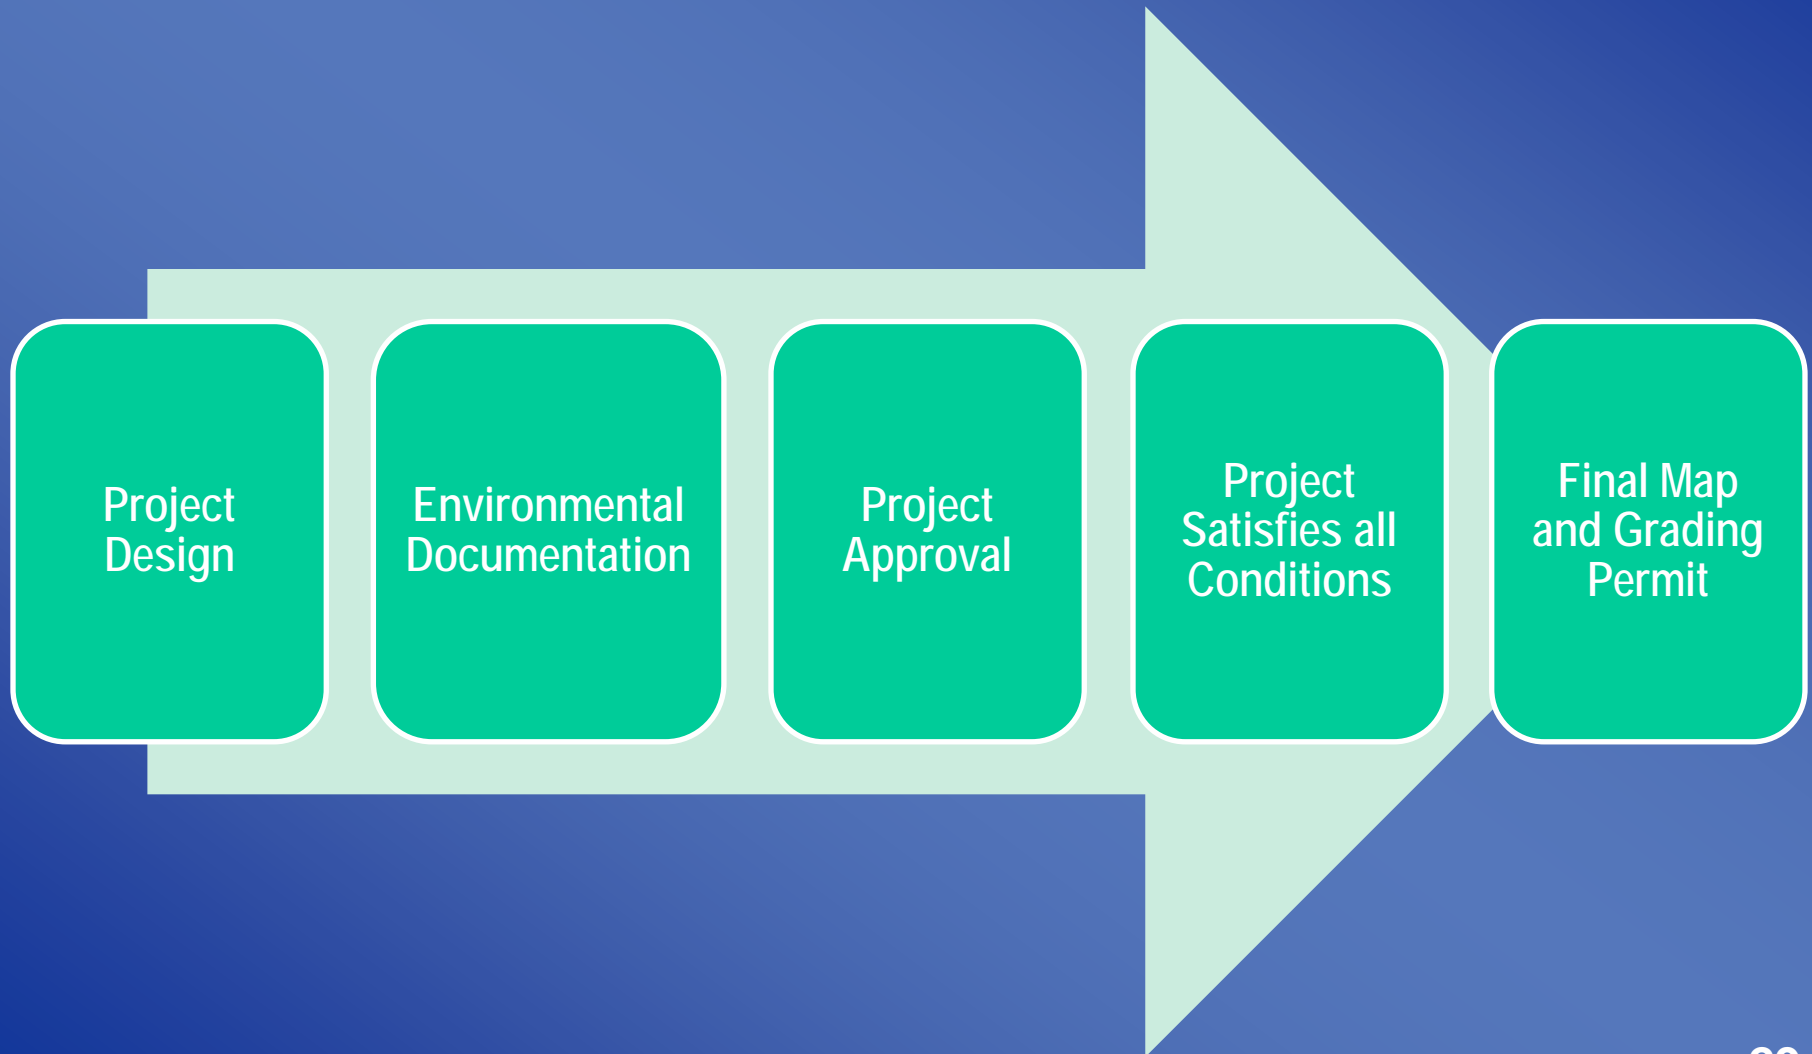 Project
Design
Environmental
Documentation
Project
Approval
Project
Satisfies all
Conditions
Final Map
and Grading
Permit